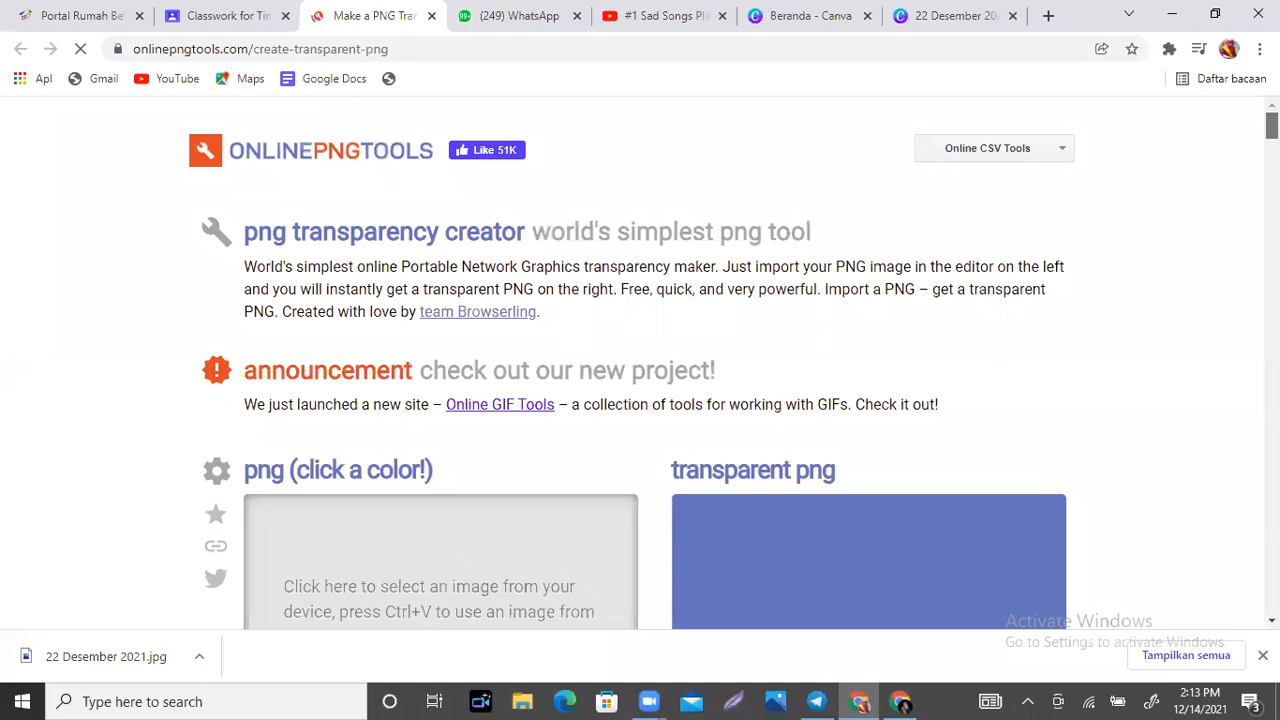 Portal Rumah Be
Classwork for Tin
Make a PNG Tra
(249) WhatsApp
#1 Sad Songs Pl
Beranda - Canva
22 Desember 202
onlinepngtools.com/create-transparent-png
Apl
Gmail
YouTube
Maps
Google Docs
Daftar bacaan
ONLINEPNGTOOLS
Like 51K
Online CSV Tools
png transparency creator world's simplest png tool
World's simplest online Portable Network Graphics transparency maker. Just import your PNG image in the editor on the left
and you will instantly get a transparent PNG on the right. Free, quick, and very powerful. Import a PNG – get a transparent
PNG. Created with love by team Browserling.
announcement check out our new project!
We just launched a new site – Online GIF Tools – a collection of tools for working with GIFs. Check it out!
png (click a color!)
transparent png
Click here to select an image from your
device, press Ctrl+V to use an image from
Activate Windows
Go to Settings to activate Windows.
22 Desember 2021.jpg
Tampilkan semua
Type here to search
2:13 PM
12/14/2021
3